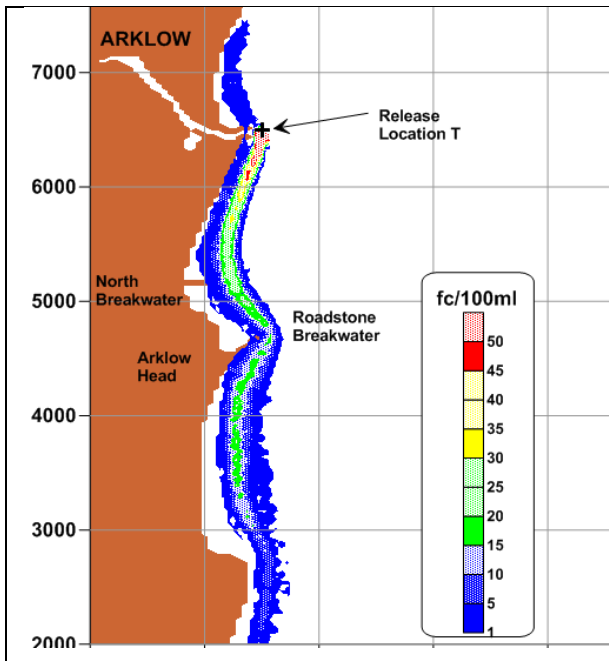 ARKLOW
7000
Release
Location T
6000
North
Breakwater
5000
Roadstone
Breakwater
Arklow
Head
4000
3000
2000
fc/100ml
50
45
40
35
30
25
20
15
10
5
1